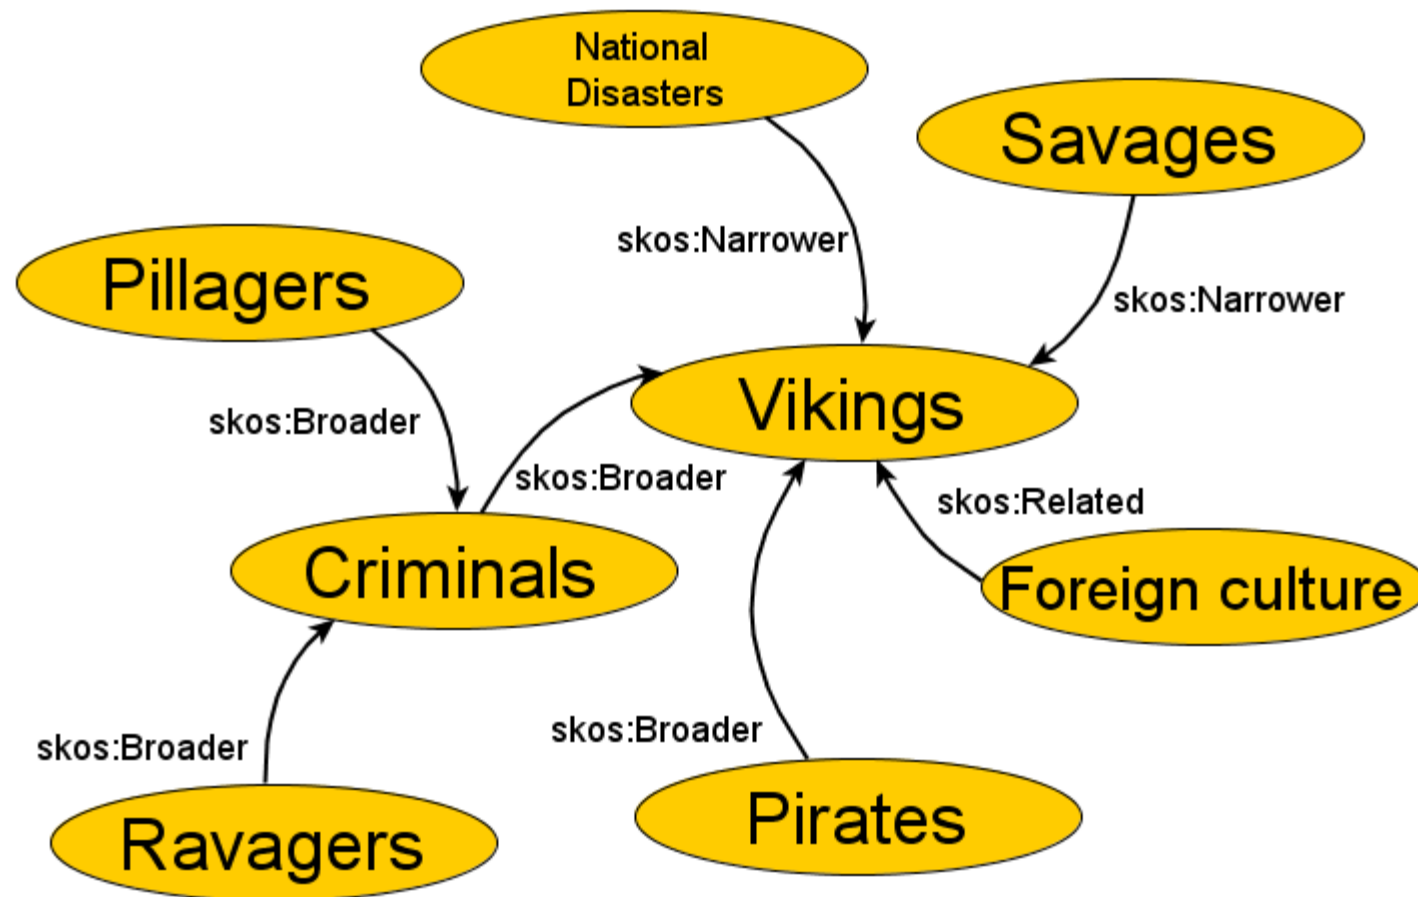 National
Disasters
Savages
skos:Narrower
Pillagers
skos:Narrower
Vikings
skos:Broader
skos:Broader
skos:Related
Criminals
Foreign culture
skos:Broader
skos:Broader
Pirates
Ravagers